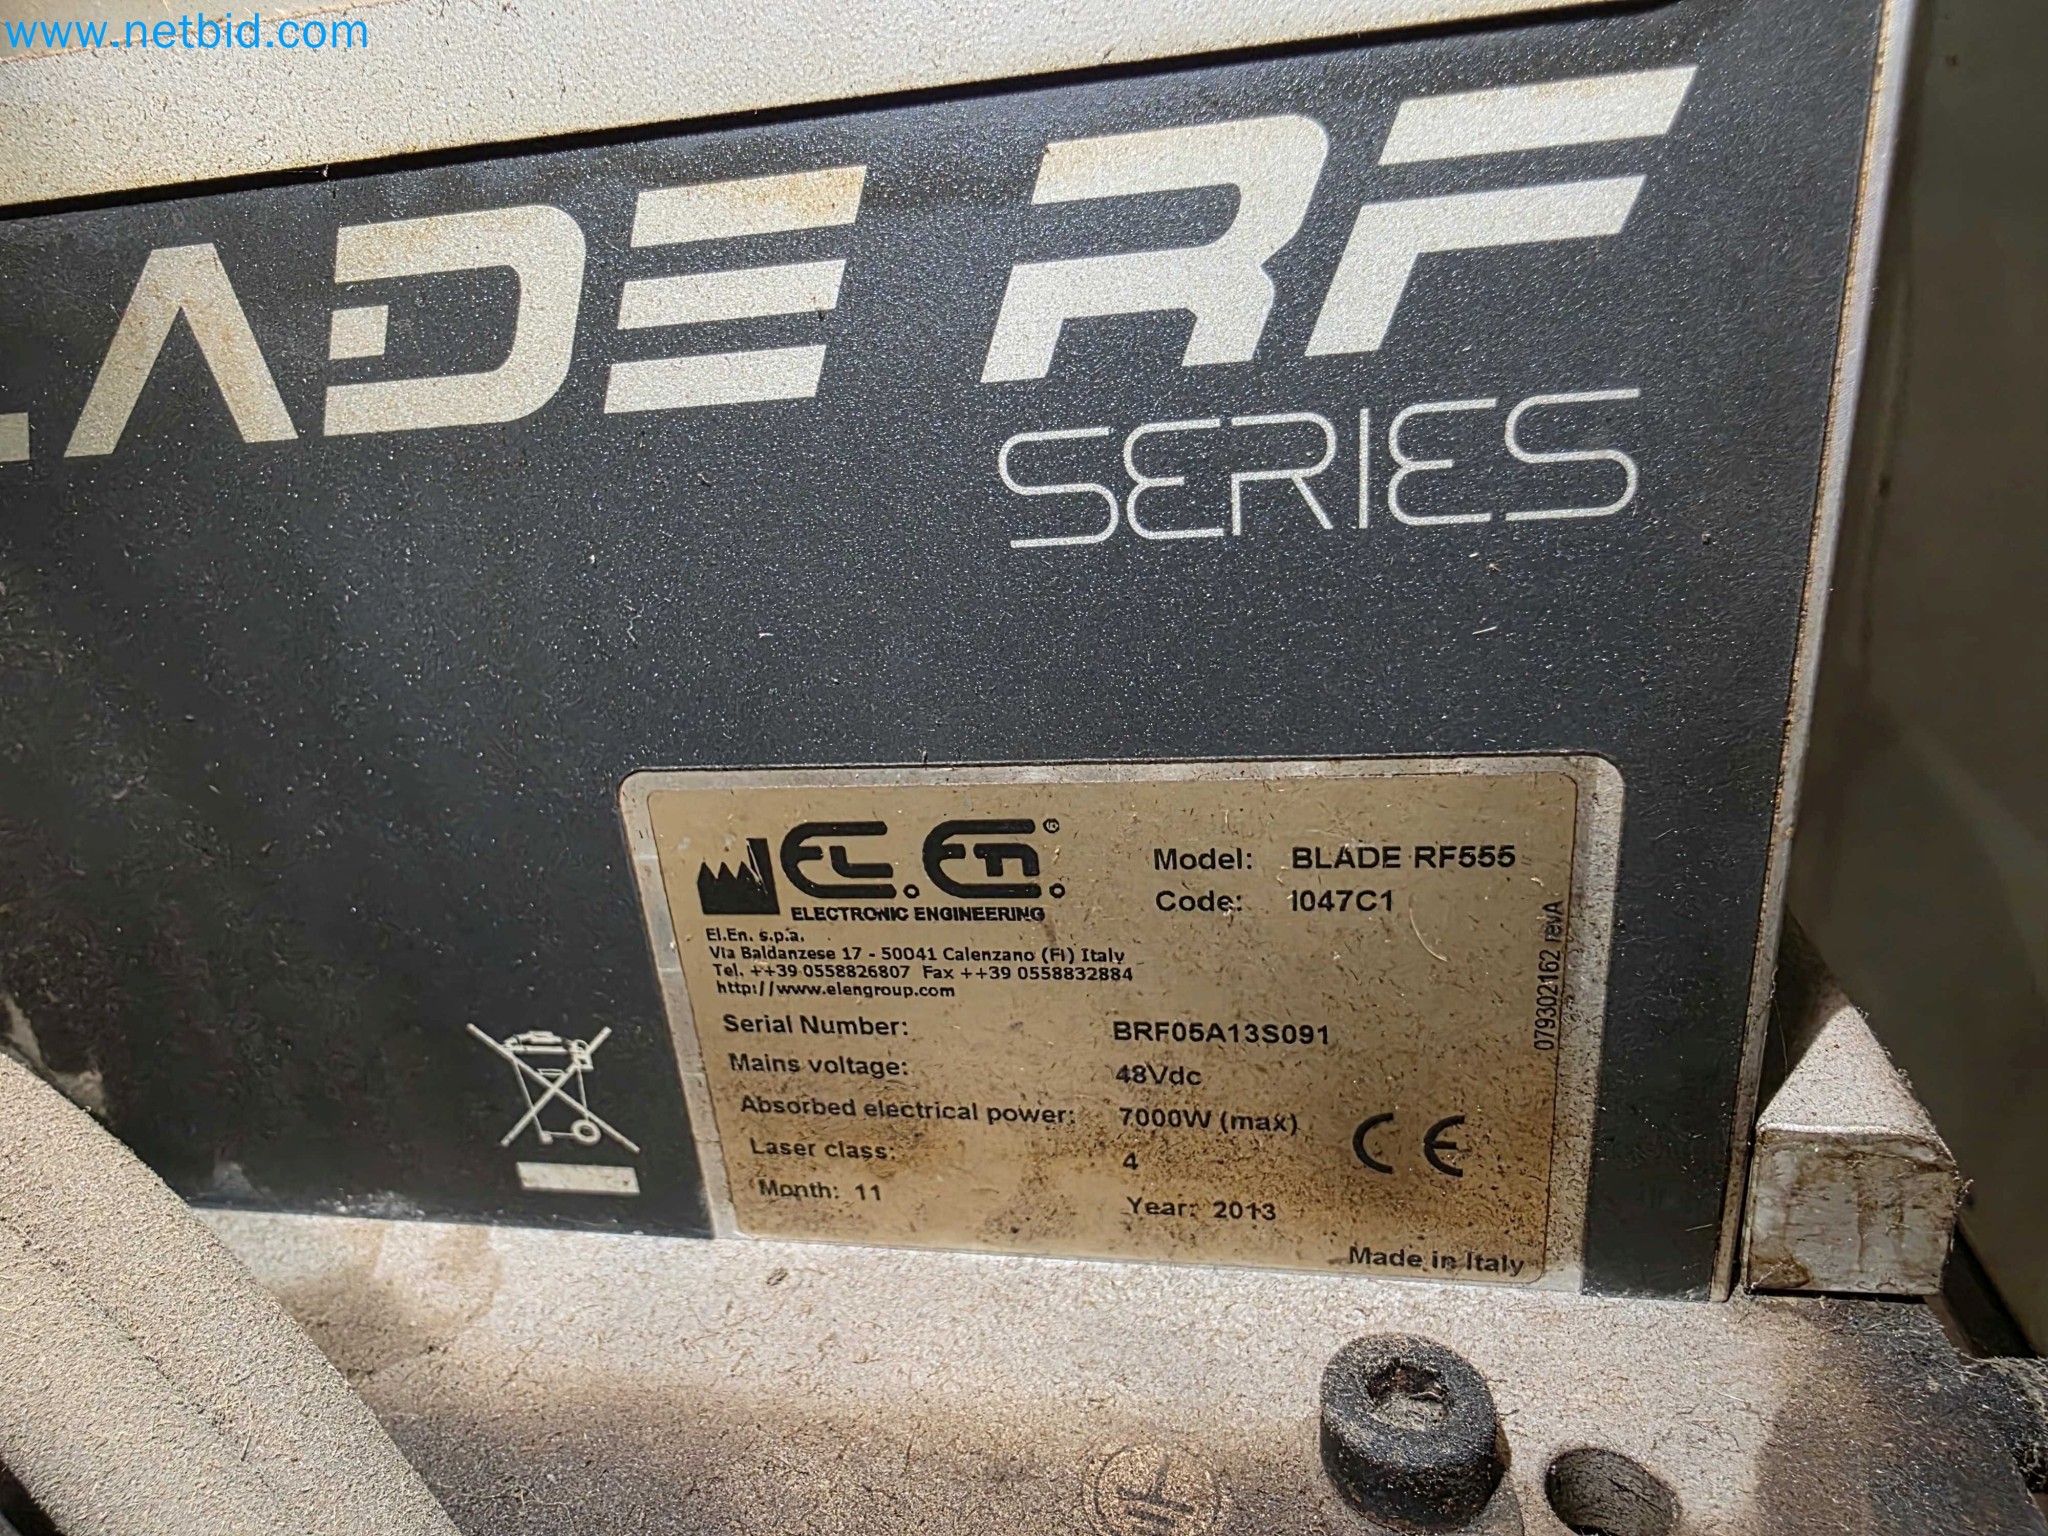 www.netbid.com
LADE RF
SERIES
EL.En.®
ELECTRONIC ENGINEERING
Model: BLADE RF555
Code: I047C1
El.En. s.p.a.
Via Baldanzese 17 - 50041 Calenzano (FI) Italy
Tel. ++39 0558826807 Fax ++39 0558832884
http://www.elengroup.com
Serial Number: BRF05A13S091
Mains voltage: 48Vdc
Absorbed electrical power: 7000W (max)
Laser class: 4
Month: 11 Year: 2013
CE
Made in Italy
079302162 revA